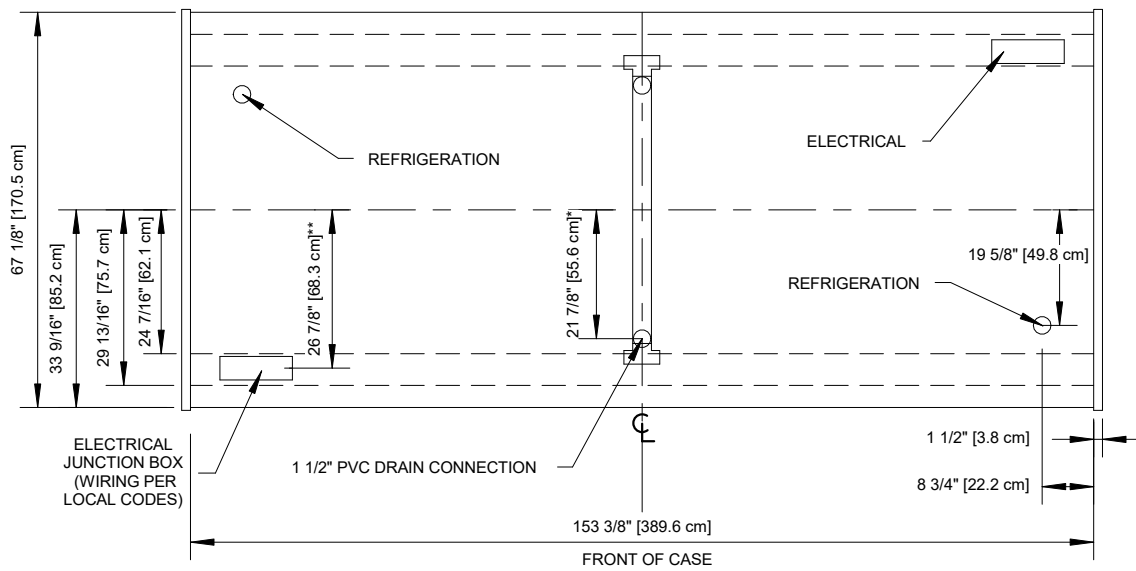 67 1/8" [170.5 cm]
33 9/16" [85.2 cm]
29 13/16" [75.7 cm]
24 7/16" [62.1 cm]
26 7/8" [68.3 cm]**
REFRIGERATION
21 7/8" [55.6 cm]*
ELECTRICAL
19 5/8" [49.8 cm]
REFRIGERATION
ELECTRICAL
JUNCTION BOX
(WIRING PER
LOCAL CODES)
1 1/2" PVC DRAIN CONNECTION
℄
1 1/2" [3.8 cm]
8 3/4" [22.2 cm]
153 3/8" [389.6 cm]
FRONT OF CASE